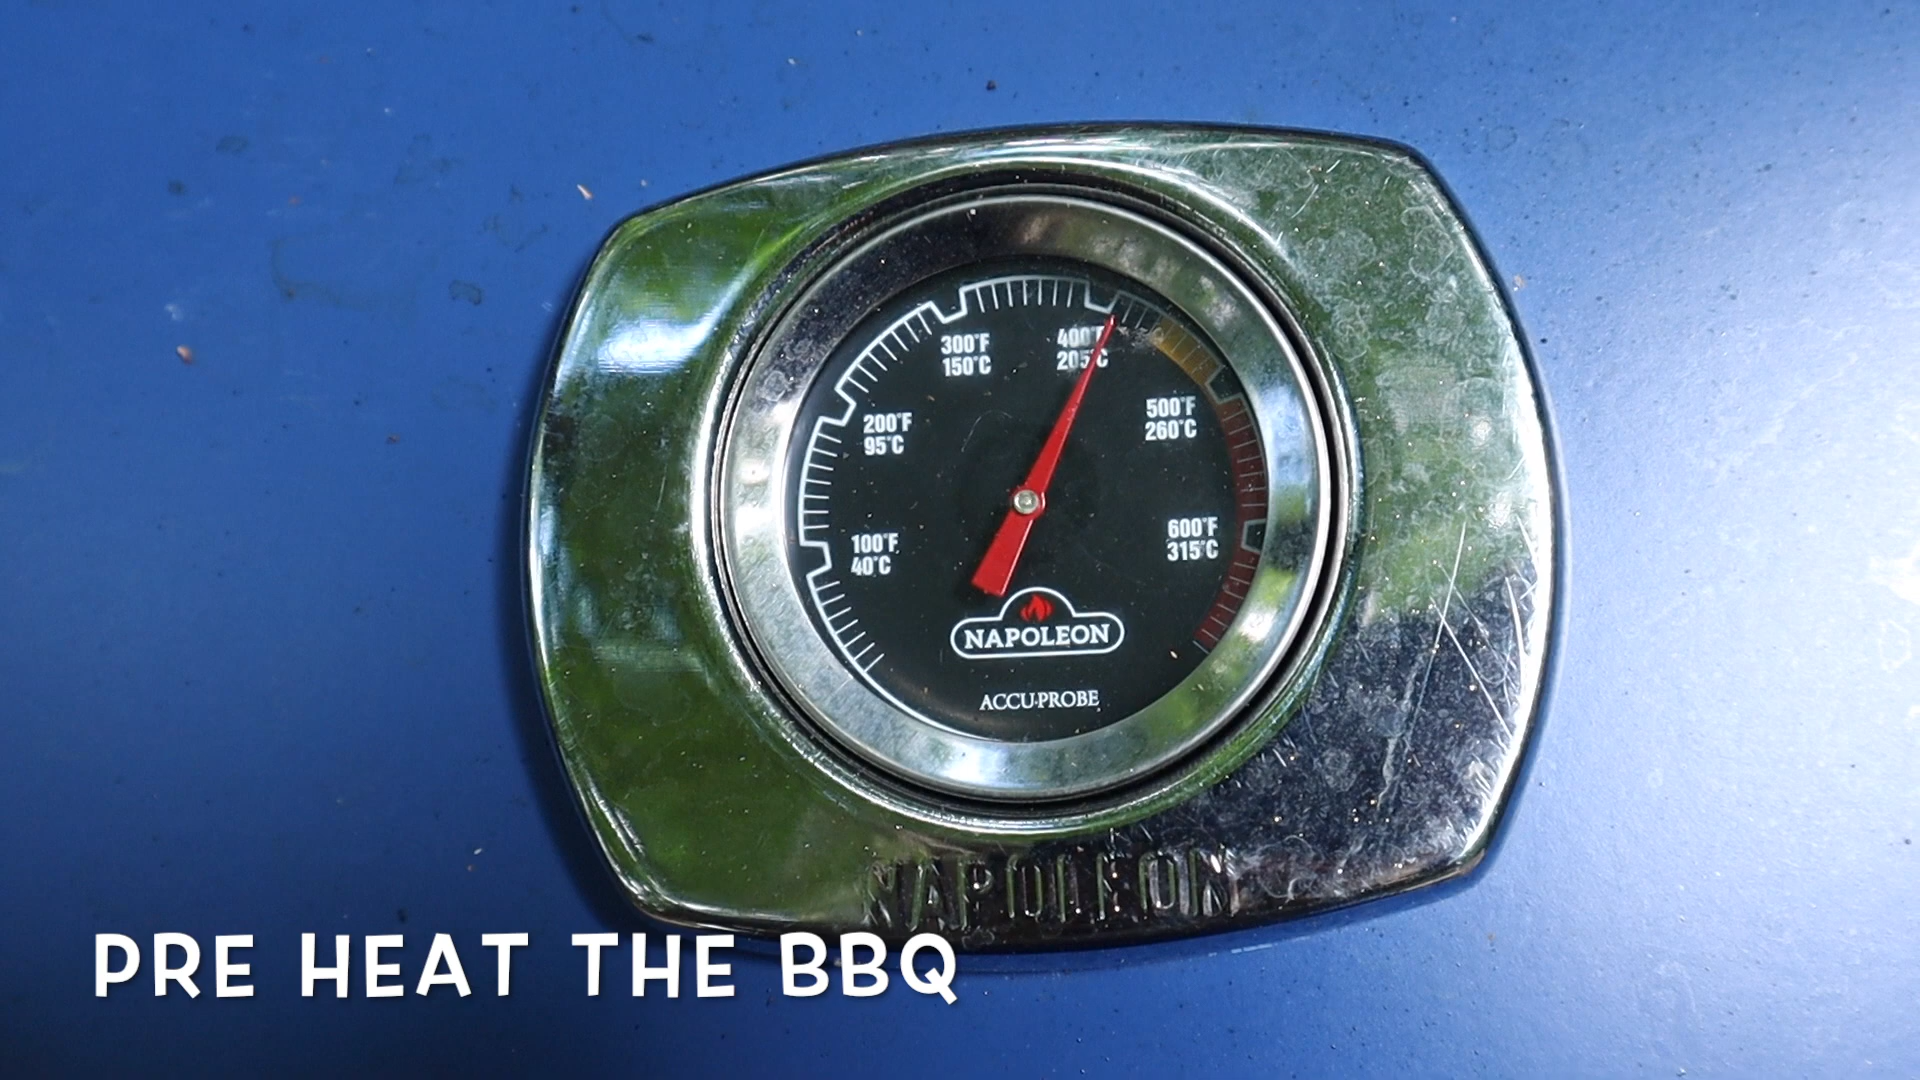 300°F
150°C
400°F
205°C
200°F
95°C
500°F
260°C
100°F
40°C
600°F
315°C
NAPOLEON
ACCU-PROBE
NAPOLEON
PRE HEAT THE BBQ